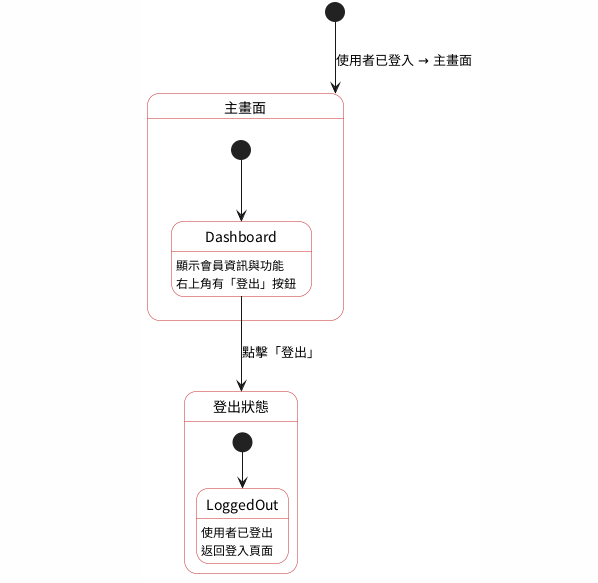 使用者已登入 → 主畫面
主畫面
Dashboard
顯示會員資訊與功能
右上角有「登出」按鈕
點擊「登出」
登出狀態
LoggedOut
使用者已登出
返回登入頁面